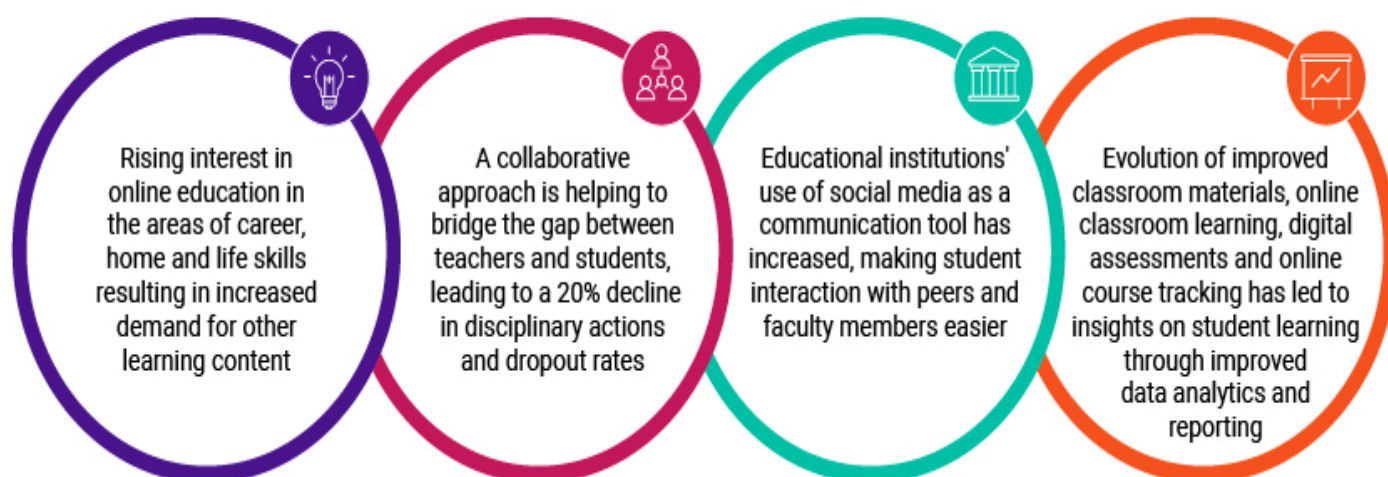 Rising interest in
online education in
the areas of career,
home and life skills
resulting in increased
demand for other
learning content
A collaborative
approach is helping to
bridge the gap between
teachers and students,
leading to a 20% decline
in disciplinary actions
and dropout rates
Educational institutions'
use of social media as a
communication tool has
increased, making student
interaction with peers and
faculty members easier
Evolution of improved
classroom materials, online
classroom learning, digital
assessments and online
course tracking has led to
insights on student learning
through improved
data analytics and
reporting